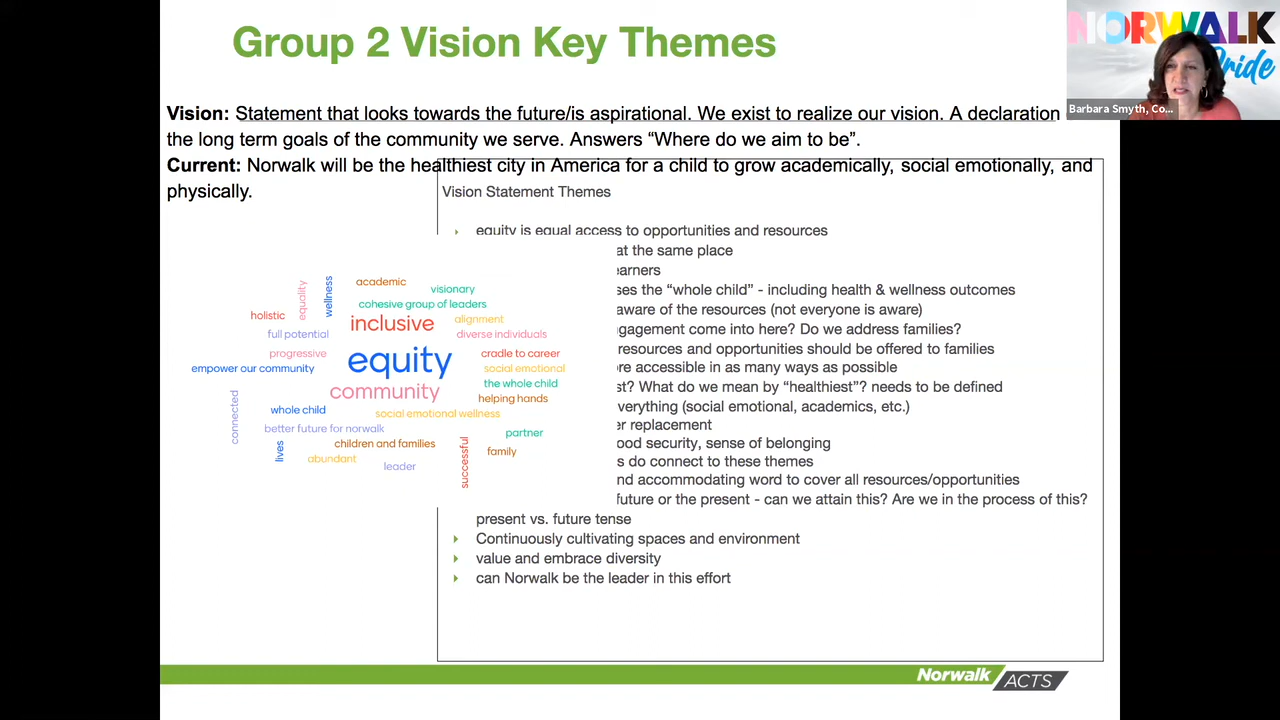 Group 2 Vision Key Themes
NORWALK
Pride
Barbara Smyth, Co...
Vision: Statement that looks towards the future/is aspirational. We exist to realize our vision. A declaration
the long term goals of the community we serve. Answers “Where do we aim to be”.
Current: Norwalk will be the healthiest city in America for a child to grow academically, social emotionally, and
physically.
Vision Statement Themes
equity is equal access to opportunities and resources
at the same place
earners
ses the “whole child” - including health & wellness outcomes
aware of the resources (not everyone is aware)
ngagement come into here? Do we address families?
resources and opportunities should be offered to families
ore accessible in as many ways as possible
st? What do we mean by “healthiest”? needs to be defined
verything (social emotional, academics, etc.)
er replacement
ood security, sense of belonging
s do connect to these themes
nd accommodating word to cover all resources/opportunities
future or the present - can we attain this? Are we in the process of this?
present vs. future tense
Continuously cultivating spaces and environment
value and embrace diversity
can Norwalk be the leader in this effort
academic
wellness
equality
visionary
cohesive group of leaders
holistic
inclusive
alignment
full potential
diverse individuals
progressive
equity
cradle to career
empower our community
social emotional
community
the whole child
helping hands
connected
whole child
social emotional wellness
better future for norwalk
partner
lives
children and families
successful
family
abundant
leader
Norwalk
ACTS